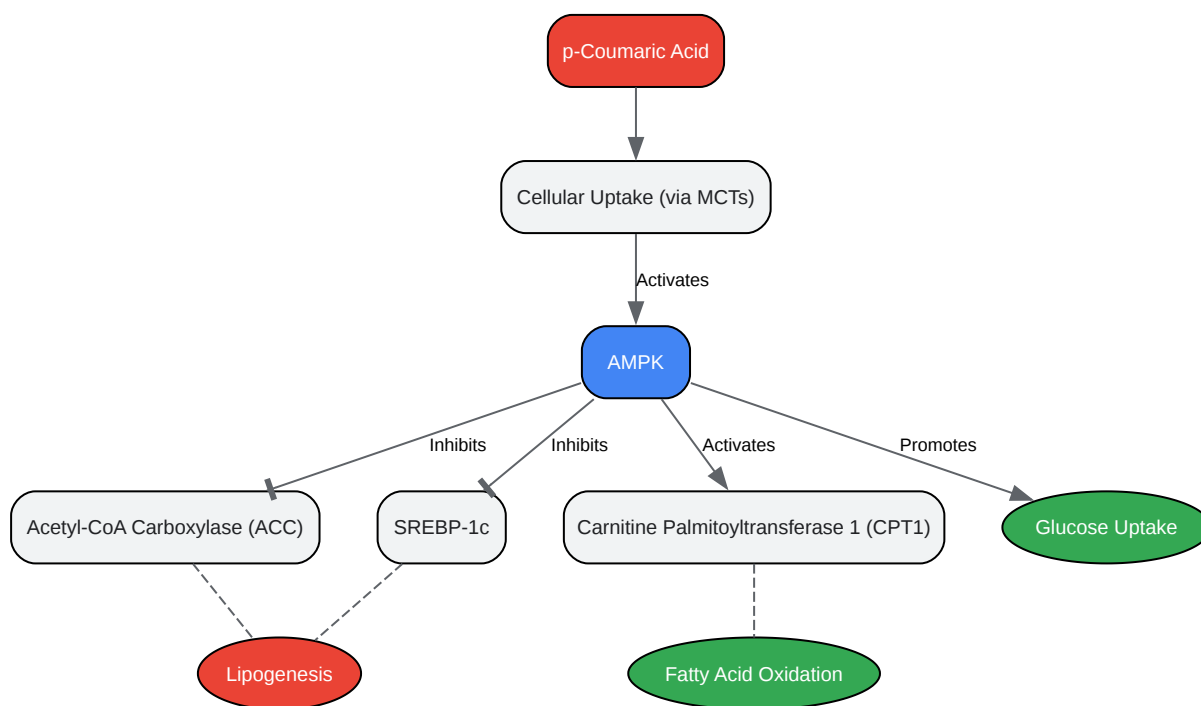 p-Coumaric Acid
Cellular Uptake (via MCTs)
Activates
AMPK
Inhibits
Inhibits
Activates
Promotes
Acetyl-CoA Carboxylase (ACC)
SREBP-1c
Carnitine Palmitoyltransferase 1 (CPT1)
Glucose Uptake
Lipogenesis
Fatty Acid Oxidation